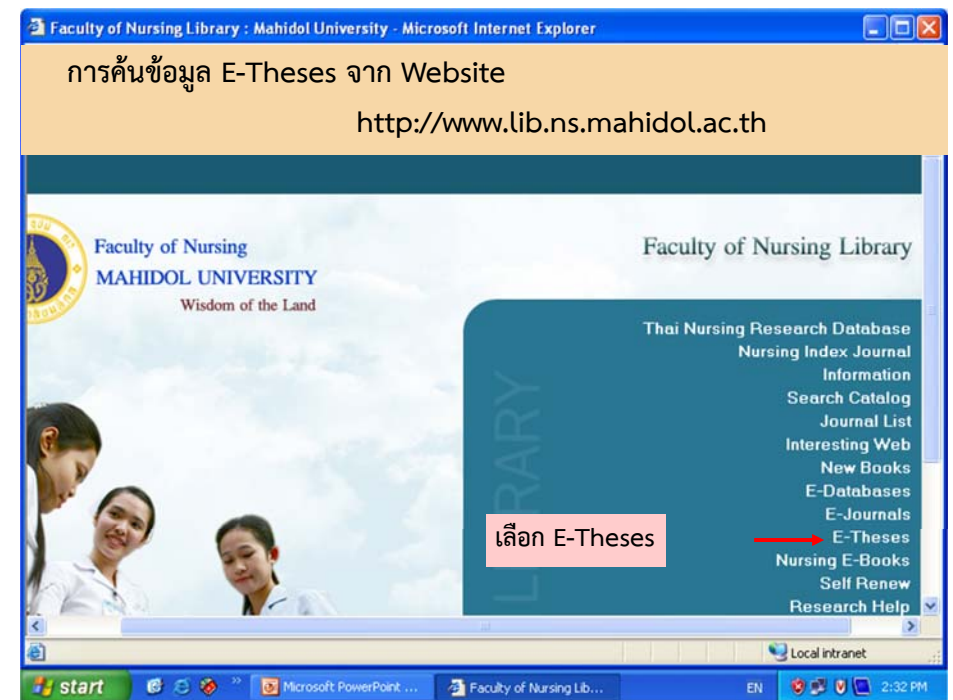 Faculty of Nursing Library : Mahidol University - Microsoft Internet Explorer
การค้นข้อมูล E-Theses จาก Website
http://www.lib.ns.mahidol.ac.th
Faculty of Nursing
MAHIDOL UNIVERSITY
Wisdom of the Land
Faculty of Nursing Library
LIBRARY
Thai Nursing Research Database
Nursing Index Journal
Information
Search Catalog
Journal List
Interesting Web
New Books
E-Databases
E-Journals
เลือก E-Theses
E-Theses
Nursing E-Books
Self Renew
Research Help
Local intranet
start
Microsoft PowerPoint ...
Faculty of Nursing Lib...
EN
2:32 PM